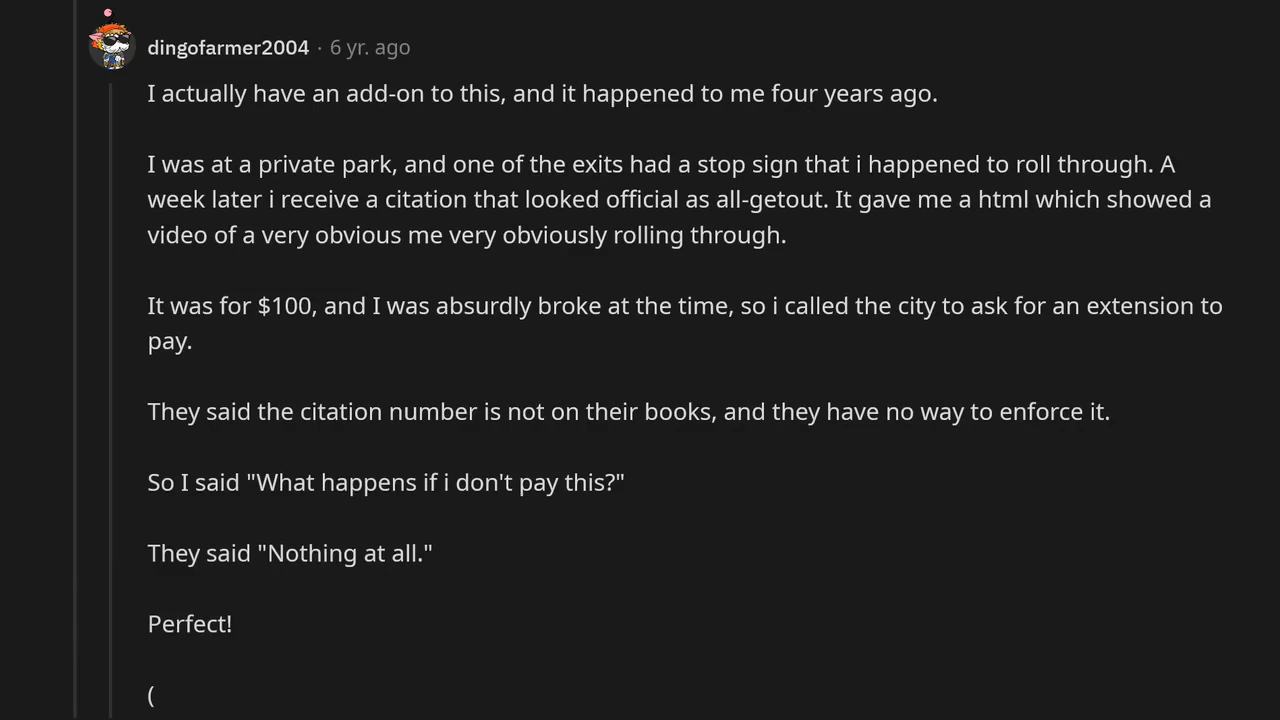 dingofarmer2004 · 6 yr. ago
I actually have an add-on to this, and it happened to me four years ago.
I was at a private park, and one of the exits had a stop sign that i happened to roll through. A
week later i receive a citation that looked official as all-getout. It gave me a html which showed a
video of a very obvious me very obviously rolling through.
It was for $100, and I was absurdly broke at the time, so i called the city to ask for an extension to
pay.
They said the citation number is not on their books, and they have no way to enforce it.
So I said "What happens if i don't pay this?"
They said "Nothing at all."
Perfect!
(